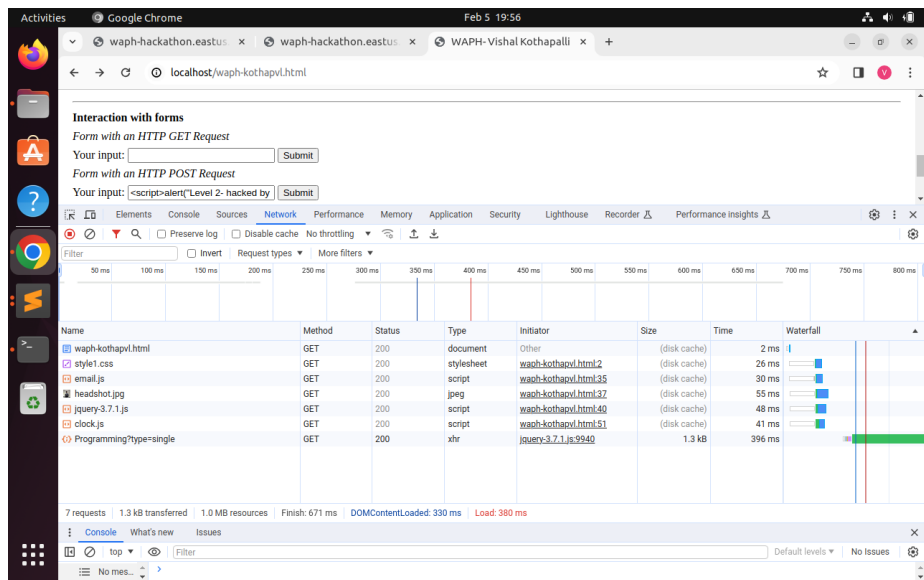 Activities Google Chrome Feb 5 19:56
waph-hackathon.eastus. × waph-hackathon.eastus. × WAPH- Vishal Kothapalli × +
localhost/waph-kothapvl.html V
Interaction with forms
Form with an HTTP GET Request
Your input: Submit
Form with an HTTP POST Request
Your input: <script>alert("Level 2- hacked by Submit
Elements Console Sources Network Performance Memory Application Security Lighthouse Recorder Performance insights
Preserve log Disable cache No throttling
Filter Invert Request types More filters
50 ms 100 ms 150 ms 200 ms 250 ms 300 ms 350 ms 400 ms 450 ms 500 ms 550 ms 600 ms 650 ms 700 ms 750 ms 800 ms
Name Method Status Type Initiator Size Time Waterfall
waph-kothapvl.html GET 200 document Other (disk cache) 2 ms
style1.css GET 200 stylesheet waph-kothapvl.html:2 (disk cache) 26 ms
email.js GET 200 script waph-kothapvl.html:35 (disk cache) 30 ms
headshot.jpg GET 200 jpeg waph-kothapvl.html:37 (disk cache) 55 ms
jquery-3.7.1.js GET 200 script waph-kothapvl.html:40 (disk cache) 48 ms
clock.js GET 200 script waph-kothapvl.html:51 (disk cache) 41 ms
Programming?type=single GET 200 xhr jquery-3.7.1.js:9940 1.3 kB 396 ms
7 requests 1.3 kB transferred 1.0 MB resources Finish: 671 ms DOMContentLoaded: 330 ms Load: 380 ms
Console What's new Issues
top Filter Default levels No Issues
No mes...